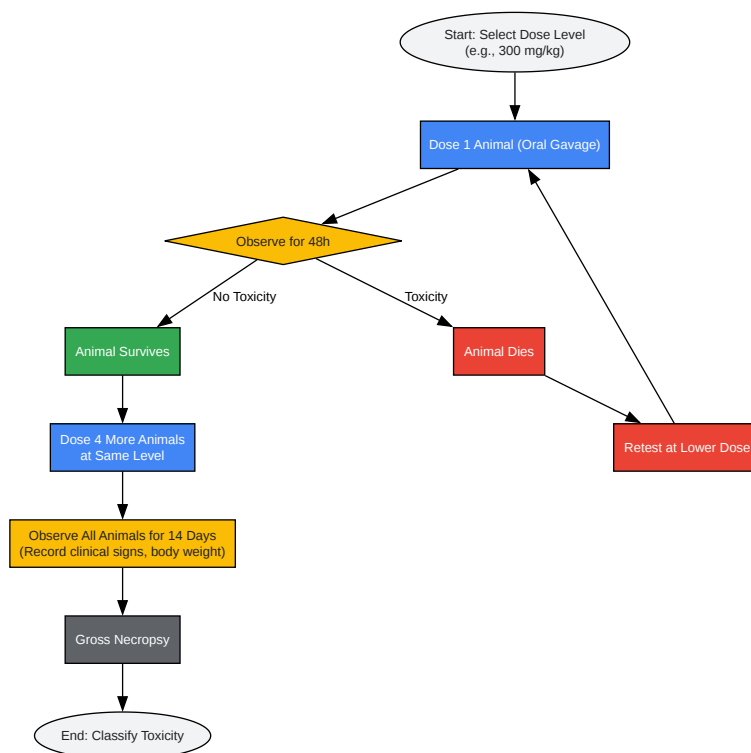 Start: Select Dose Level
(e.g., 300 mg/kg)
Dose 1 Animal (Oral Gavage)
Observe for 48h
No Toxicity
Toxicity
Animal Survives
Animal Dies
Dose 4 More Animals
at Same Level
Retest at Lower Dose
Observe All Animals for 14 Days
(Record clinical signs, body weight)
Gross Necropsy
End: Classify Toxicity